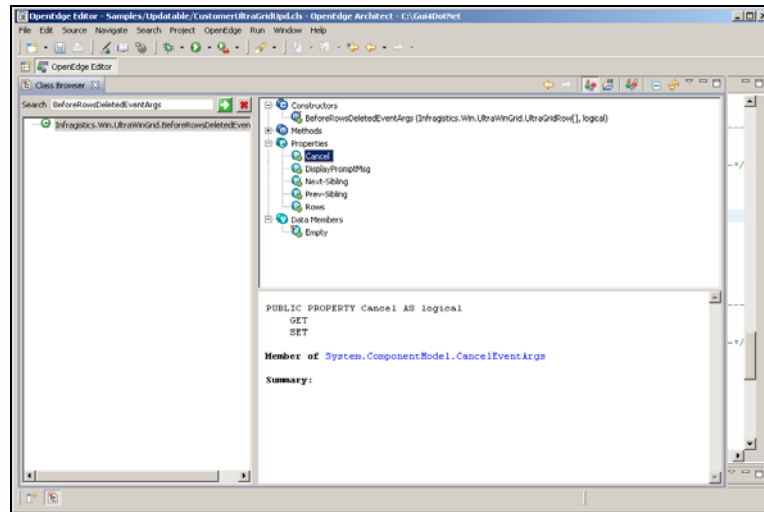 OpenEdge Editor - Samples/Updatable/CustomerUltraGridUpd.cls - OpenEdge Architect - C:\Gui4DotNet
File Edit Source Navigate Search Project OpenEdge Run Window Help
OpenEdge Editor
Class Browser
Search BeforeRowsDeletedEventArgs
Infragistics.Win.UltraWinGrid.BeforeRowsDeletedEven
Constructors
BeforeRowsDeletedEventArgs (Infragistics.Win.UltraWinGrid.UltraGridRow[], logical)
Methods
Properties
Cancel
DisplayPromptMsg
Next-Sibling
Prev-Sibling
Rows
Data Members
Empty
PUBLIC PROPERTY Cancel AS logical
GET
SET
Member of System.ComponentModel.CancelEventArgs
Summary: